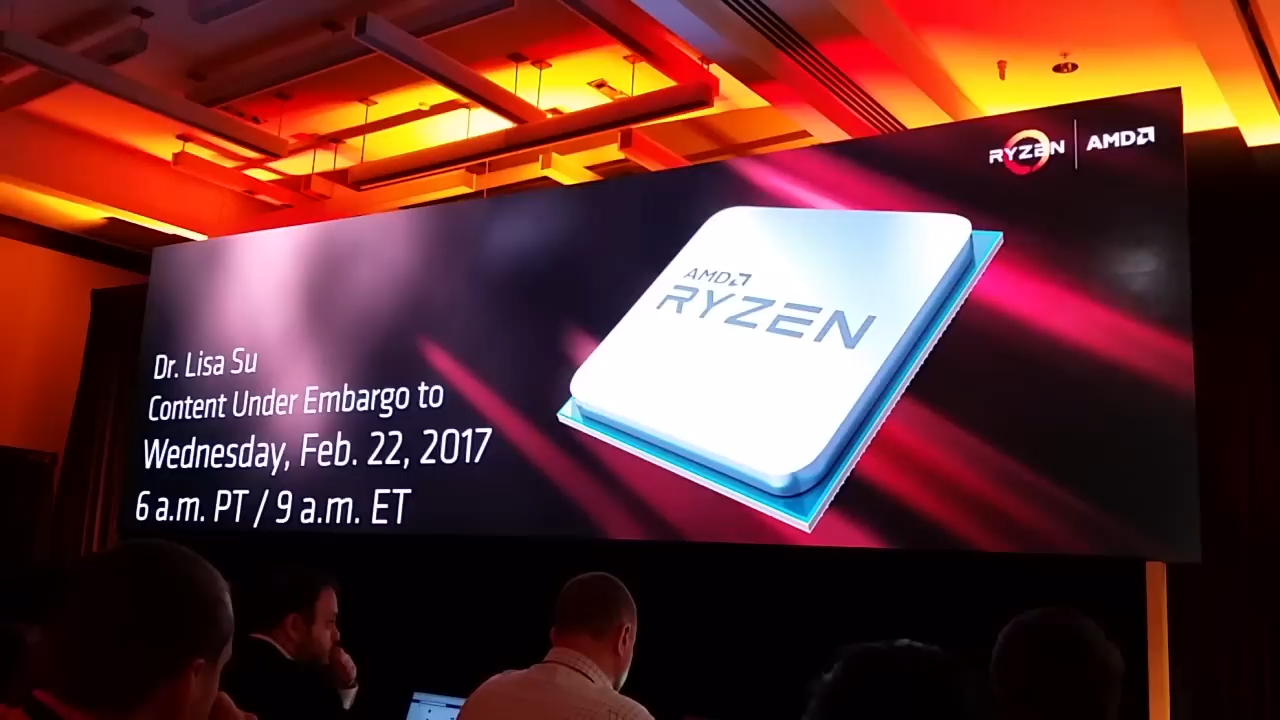 RYZEN | AMD
AMD
RYZEN
Dr. Lisa Su
Content Under Embargo to
Wednesday, Feb. 22, 2017
6 a.m. PT / 9 a.m. ET